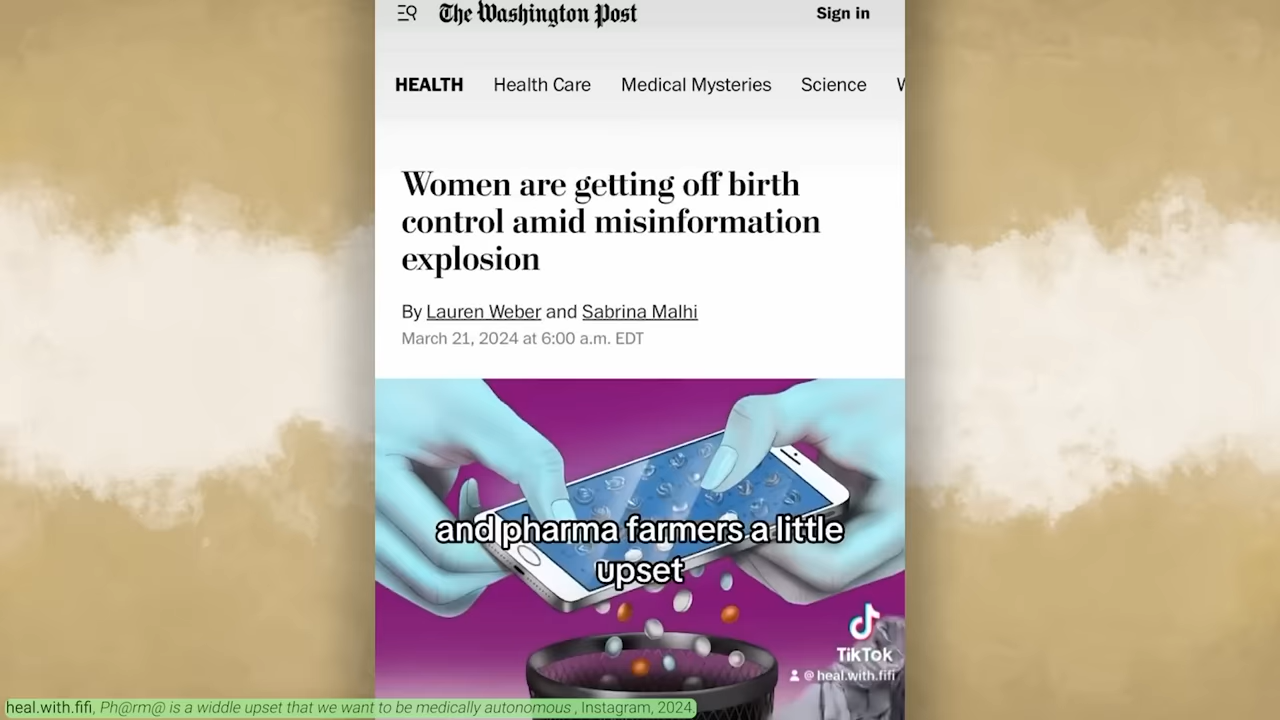 The Washington Post
Sign in
HEALTH Health Care Medical Mysteries Science
Women are getting off birth
control amid misinformation
explosion
By Lauren Weber and Sabrina Malhi
March 21, 2024 at 6:00 a.m. EDT
and pharma farmers a little
upset
TikTok
@heal.with.fifi
heal.with.fifi, Ph@rm@ is a widdle upset that we want to be medically autonomous , Instagram, 2024.